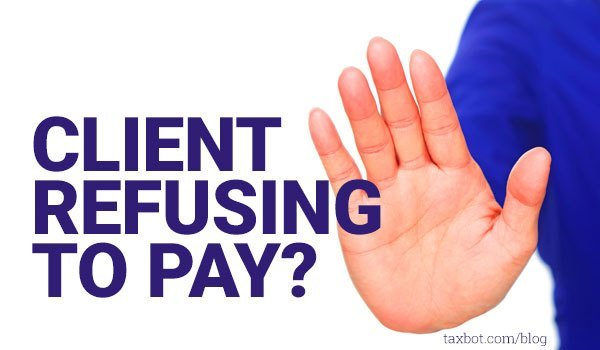 CLIENT
REFUSING
TO PAY?
taxbot.com/blog